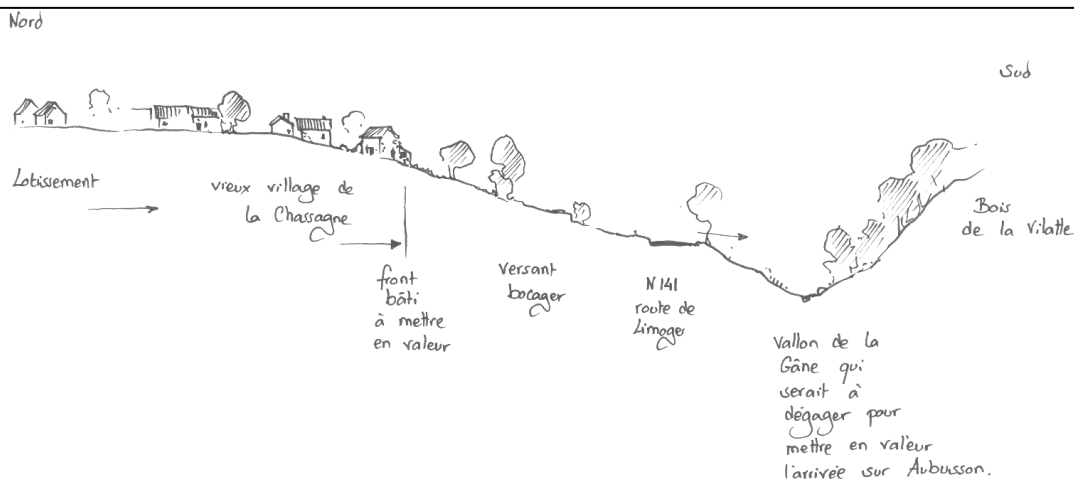 Nord
Sud
Lotissement
vieux village de
la Chassagne
front
bâti
à mettre
en valeur
versant
bocager
N 141
route de
Limoges
Vallon de la
Gâne qui
serait à
dégager pour
mettre en valeur
l'arrivée sur Aubusson.
Bois
de la Vilatte